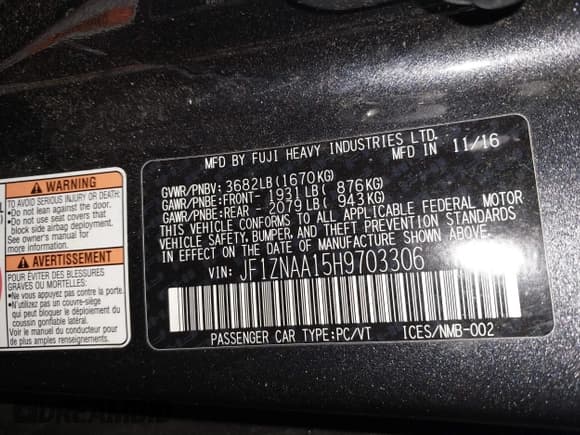 TO AVOID SERIOUS INJURY OR DEATH:
•Do not lean against the door.
•Do not use seat covers that
block side airbag deployment.
See owner's manual for
more information.
AVERTISSEMENT
POUR ÉVITER DES BLESSURES
GRAVES OU MORTELLES:
•Ne vous appuyez pas contre la porte.
•N'utilisez pas un couvre-siège
qui peut bloquer le déploiement du
coussin gonflable latéral.
Voir le manuel du conducteur pour
de plus amples renseignements.
MFD BY FUJI HEAVY INDUSTRIES LTD.
MFD IN 11/16
GVWR/PNBV: 3682LB(1670KG)
GAWR/PNBE:FRONT- 1931LB( 876KG)
GAWR/PNBE:REAR - 2079LB( 943KG)
THIS VEHICLE CONFORMS TO ALL APPLICABLE FEDERAL MOTOR
VEHICLE SAFETY, BUMPER, AND THEFT PREVENTION STANDARDS
IN EFFECT ON THE DATE OF MANUFACTURE SHOWN ABOVE.
VIN: JF1ZNAA15H9703306
PASSENGER CAR TYPE:PC/VT ICES/NMB-002